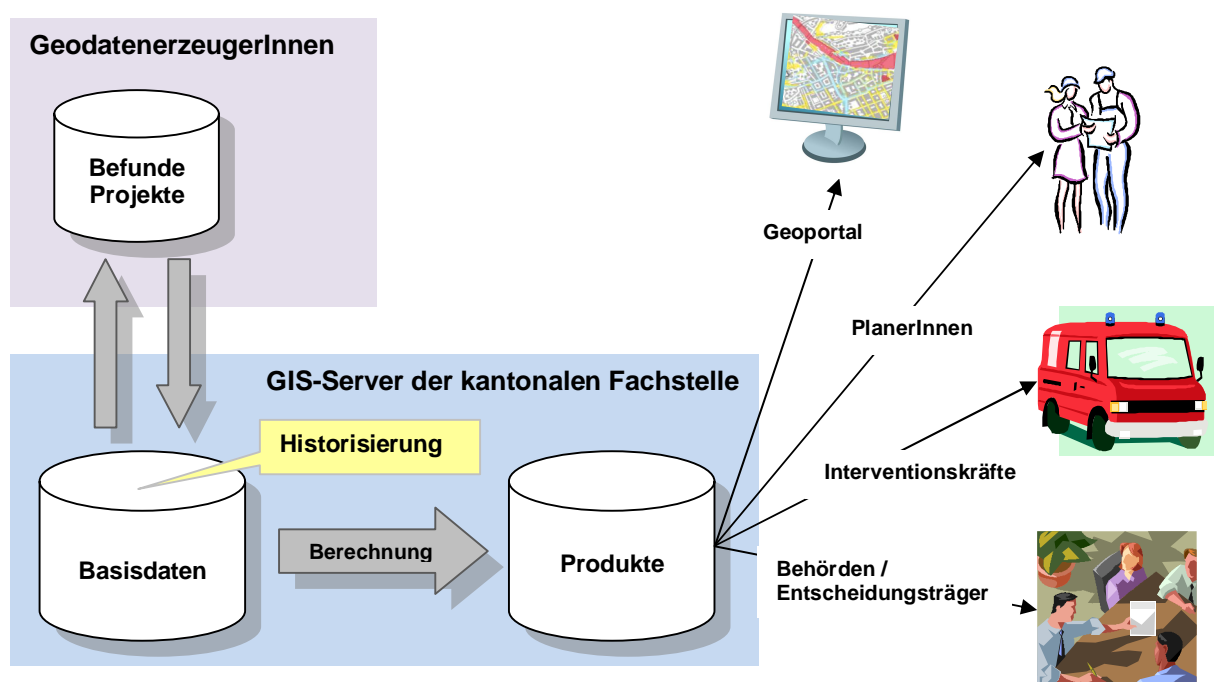 GeodatenerzeugerInnen
Befunde
Projekte
GIS-Server der kantonalen Fachstelle
Historisierung
Basisdaten
Berechnung
Produkte
Geoportal
PlanerInnen
Interventionskräfte
Behörden /
Entscheidungsträger